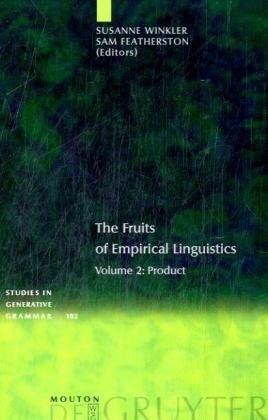 SUSANNE WINKLER
SAM FEATHERSTON
(Editors)
The Fruits
of Empirical Linguistics
Volume 2: Product
STUDIES IN
GENERATIVE
GRAMMAR 102
MOUTON
DE GRUYTER